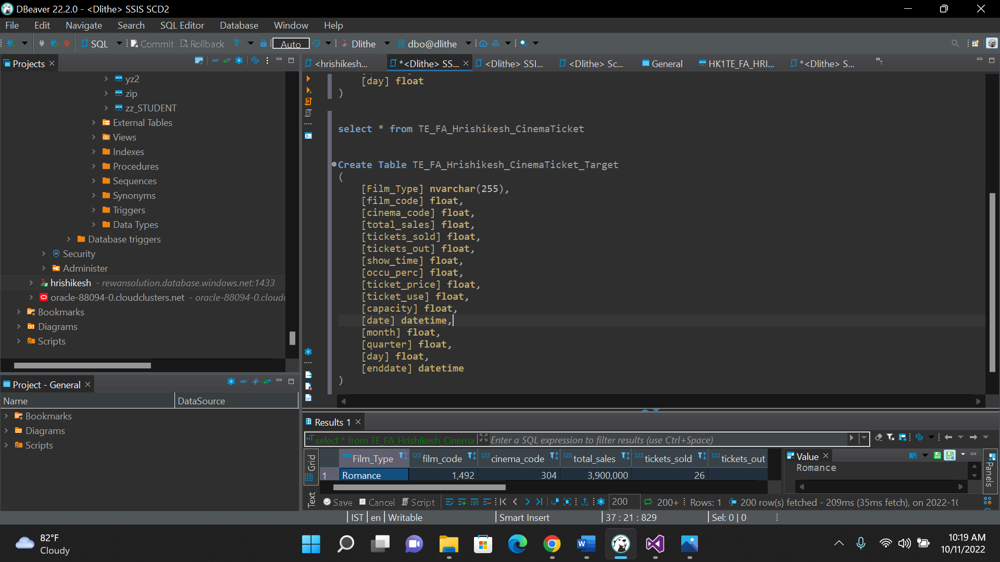 DBeaver 22.2.0 - <Dlithe> SSIS SCD2
File Edit Navigate Search SQL Editor Database Window Help
SQL Commit Rollback Auto Dlithe dbo@dlithe
Projects
yz2
zip
zz_STUDENT
External Tables
Views
Indexes
Procedures
Sequences
Synonyms
Triggers
Data Types
Database triggers
Security
Administer
hrishikesh - rewansolution.database.windows.net:1433
oracle-88094-0.cloudclusters.net - oracle-88094-0.cloud
Bookmarks
Diagrams
Scripts
Project - General
Name DataSource
Bookmarks
Diagrams
Scripts
<hrishikesh... *<Dlithe> SS... <Dlithe> SSI... <Dlithe> Sc... General HK1TE_FA_HRI... *<Dlithe> S... »7
[day] float
)
select * from TE_FA_Hrishikesh_CinemaTicket
Create Table TE_FA_Hrishikesh_CinemaTicket_Target
(
[Film_Type] nvarchar(255),
[film_code] float,
[cinema_code] float,
[total_sales] float,
[tickets_sold] float,
[tickets_out] float,
[show_time] float,
[occu_perc] float,
[ticket_price] float,
[ticket_use] float,
[capacity] float,
[date] datetime,
[month] float,
[quarter] float,
[day] float,
[enddate] datetime
)
Results 1
select * from TE_FA_Hrishikesh_Cinema Enter a SQL expression to filter results (use Ctrl+Space)
Grid
Text
ABC Film_Type 123 film_code 123 cinema_code 123 total_sales 123 tickets_sold 123 tickets_out
1 Romance 1,492 304 3,900,000 26
Value
Romance
Panels
Save Cancel Script 200 200+ Rows: 1 200 row(s) fetched - 209ms (35ms fetch), on 2022-1
IST en Writable Smart Insert 37 : 21 : 829 Sel: 0 | 0
82°F
Cloudy
10:19 AM
10/11/2022